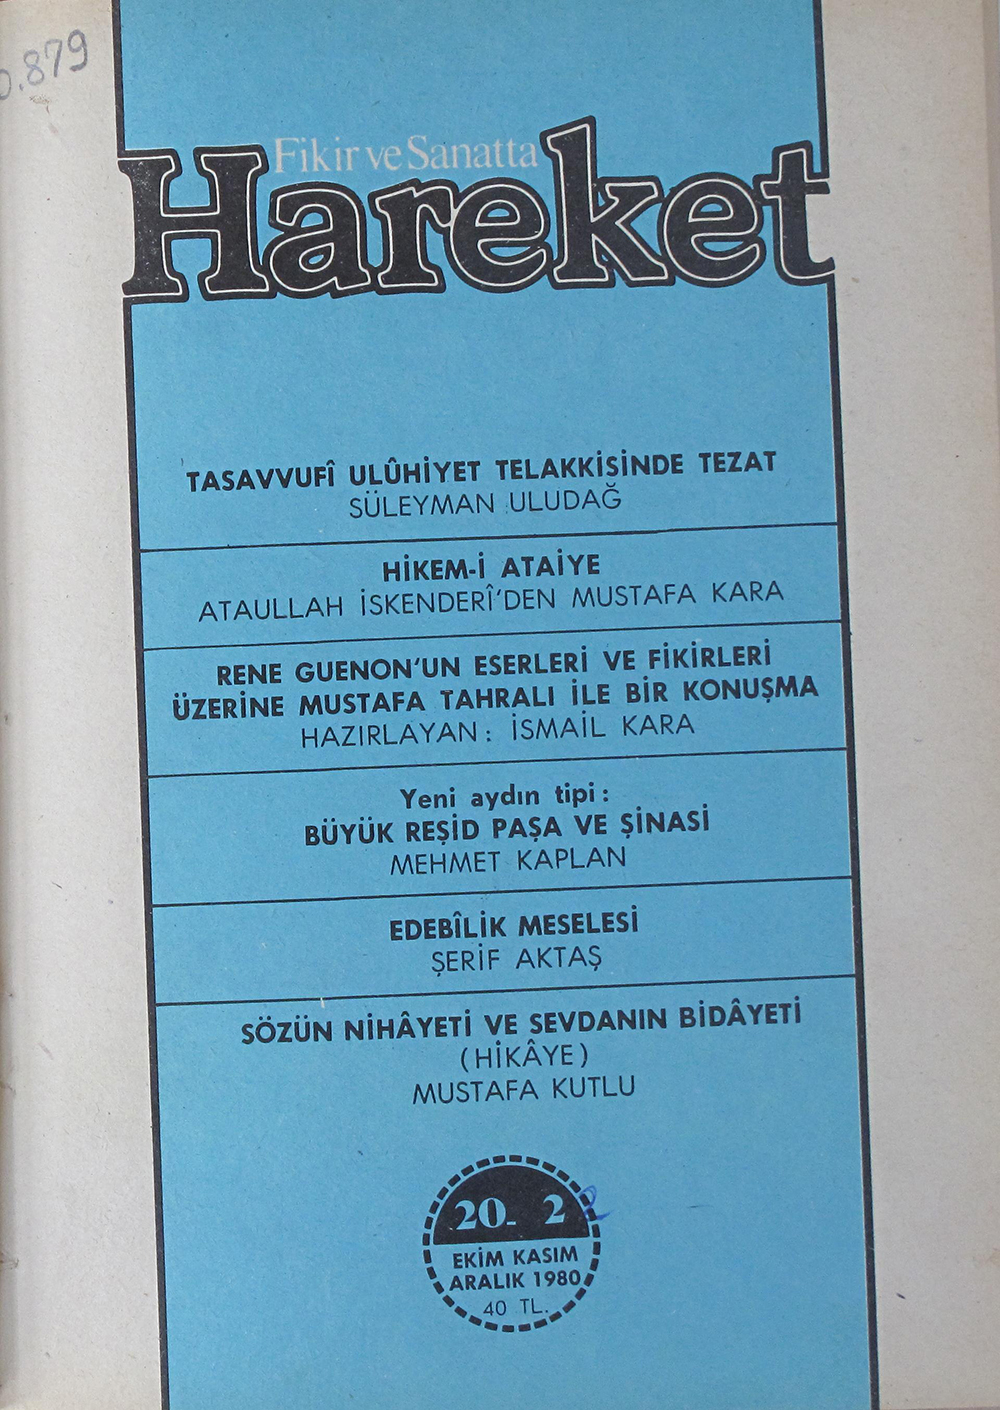 0.879
Fikir ve Sanatta
Hareket
TASAVVUFÎ ULÛHİYET TELAKKİSİNDE TEZAT
SÜLEYMAN ULUDAĞ
HİKEM-İ ATAİYE
ATAULLAH İSKENDERÎ'DEN MUSTAFA KARA
RENE GUENON'UN ESERLERİ VE FİKİRLERİ
ÜZERİNE MUSTAFA TAHRALI İLE BİR KONUŞMA
HAZIRLAYAN: İSMAİL KARA
Yeni aydın tipi:
BÜYÜK REŞİD PAŞA VE ŞİNASİ
MEHMET KAPLAN
EDEBÎLİK MESELESİ
ŞERİF AKTAŞ
SÖZÜN NİHÂYETİ VE SEVDANIN BİDÂYETİ
(HİKÂYE)
MUSTAFA KUTLU
20- 22
EKİM KASIM
ARALIK 1980
40 TL.